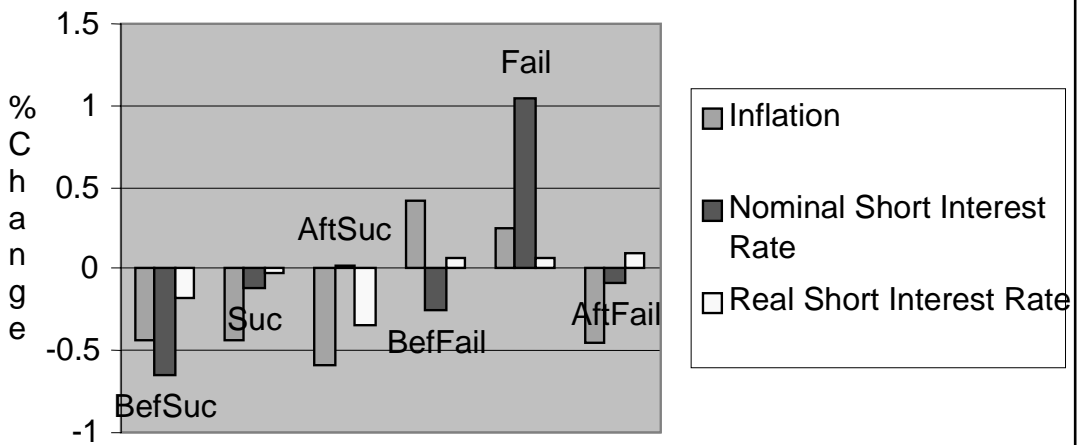 1.5
1
0.5
0
-0.5
-1
%
C
h
a
n
g
e
BefSuc
Suc
AftSuc
BefFail
Fail
AftFail
Inflation
Nominal Short Interest
Rate
Real Short Interest Rate